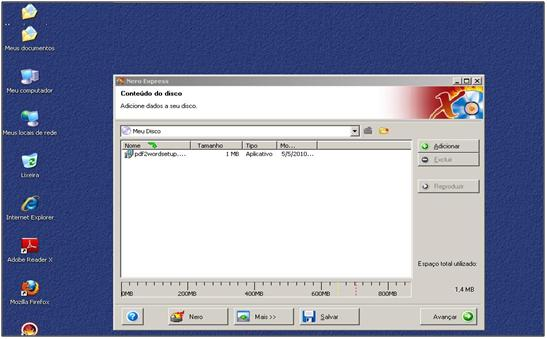 Meus documentos
Meu computador
Meus locais de rede
Lixeira
Internet Explorer
Adobe Reader X
Mozilla Firefox
Nero Express
Conteúdo do disco
Adicione dados a seu disco.
Meu Disco
Nome Tamanho Tipo Mo...
pdf2wordsetup.... 1 MB Aplicativo 5/5/2010...
Adicionar
Excluir
Reproduzir
Espaço total utilizado:
1,4 MB
0MB 200MB 400MB 600MB 800MB
Nero Mais >> Salvar Avançar